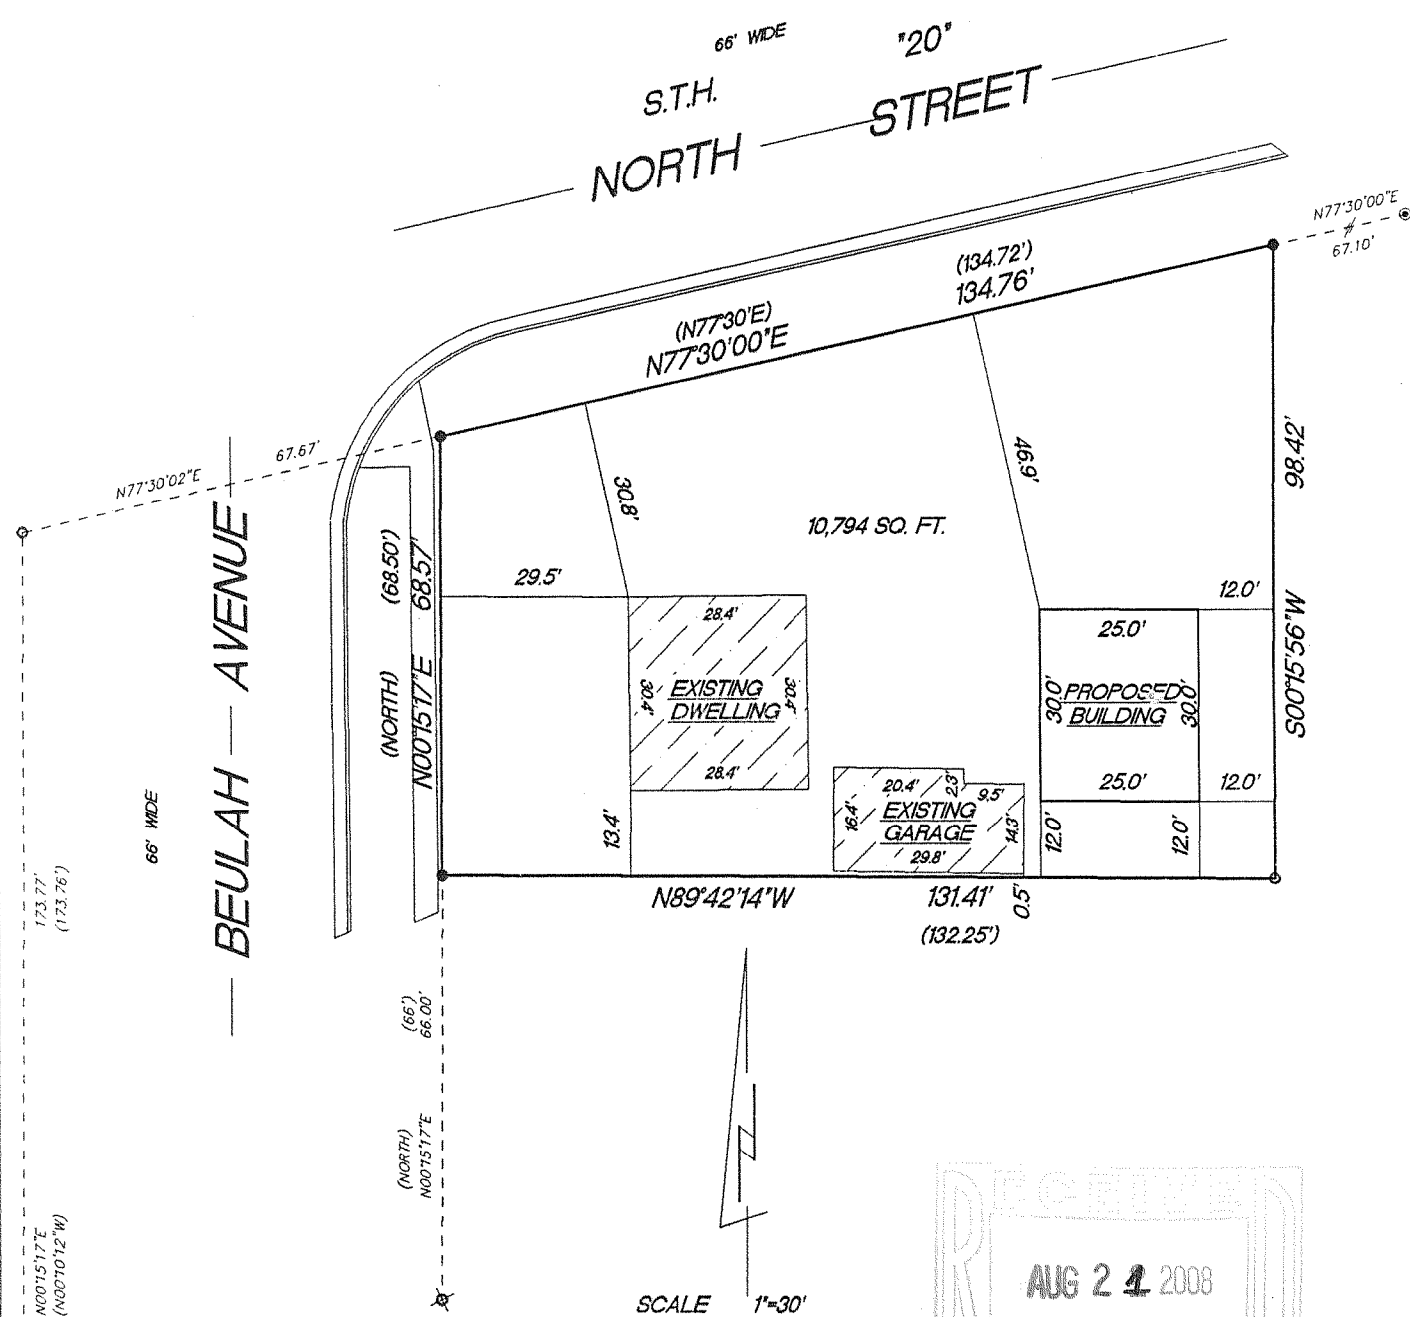 66' WIDE
"20"
S.T.H.
NORTH STREET
N77°30'00"E
67.10'
(134.72')
134.76'
(N77°30'E)
N77°30'00"E
67.67'
N77°30'02"E
BEULAH AVENUE
66' WIDE
(68.50')
68.57'
(NORTH)
N00°15'17"E
30.8'
46.9'
98.42'
S00°15'56"W
10,794 SQ. FT.
29.5'
28.4'
30.4'
EXISTING
DWELLING
30.4'
28.4'
13.4'
12.0'
25.0'
30.0'
PROPOSED
BUILDING
30.0'
25.0'
12.0'
12.0'
12.0'
20.4'
2.3'
9.5'
16.4'
EXISTING
GARAGE
14.3'
29.8'
N89°42'14"W
131.41'
0.5'
(132.25')
173.77'
(173.76')
(66')
66.00'
(NORTH)
N00°15'17"E
N00°15'17"E
(N00°10'12"W)
SCALE 1"=30'
RECEIVED
AUG 21 2008